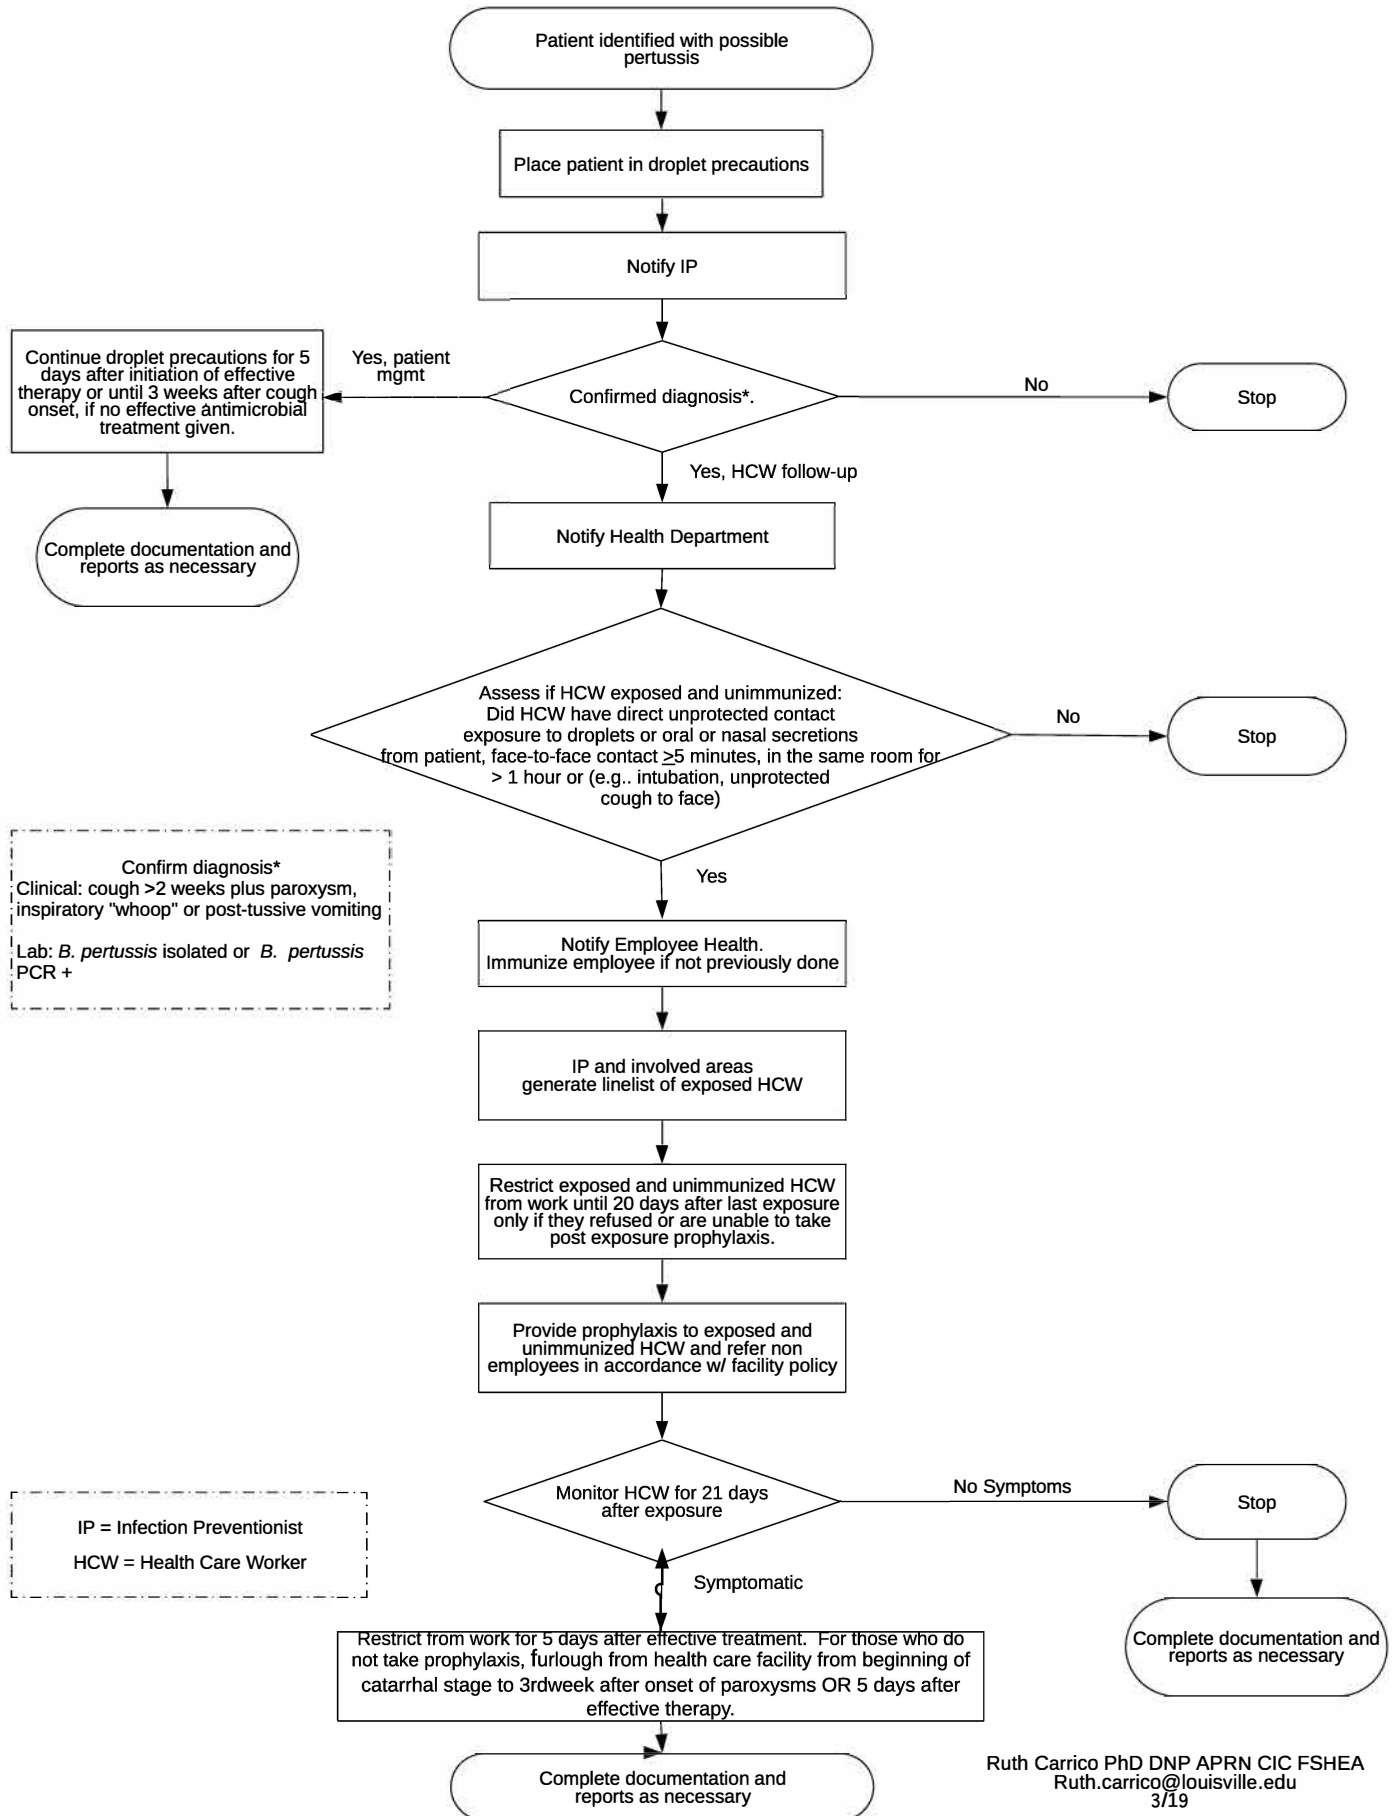 Patient identified with possible
pertussis
Place patient in droplet precautions
Notify IP
Continue droplet precautions for 5
days after initiation of effective
therapy or until 3 weeks after cough
onset, if no effective antimicrobial
treatment given.
Yes, patient
mgmt
Confirmed diagnosis*.
No
Stop
Yes, HCW follow-up
Complete documentation and
reports as necessary
Notify Health Department
Assess if HCW exposed and unimmunized:
Did HCW have direct unprotected contact
exposure to droplets or oral or nasal secretions
from patient, face-to-face contact ≥5 minutes, in the same room for
> 1 hour or (e.g.. intubation, unprotected
cough to face)
No
Stop
Yes
Confirm diagnosis*
Clinical: cough >2 weeks plus paroxysm,
inspiratory "whoop" or post-tussive vomiting
Lab: B. pertussis isolated or B. pertussis
PCR +
Notify Employee Health.
Immunize employee if not previously done
IP and involved areas
generate linelist of exposed HCW
Restrict exposed and unimmunized HCW
from work until 20 days after last exposure
only if they refused or are unable to take
post exposure prophylaxis.
Provide prophylaxis to exposed and
unimmunized HCW and refer non
employees in accordance w/ facility policy
Monitor HCW for 21 days
after exposure
No Symptoms
Stop
IP = Infection Preventionist
HCW = Health Care Worker
Symptomatic
Restrict from work for 5 days after effective treatment. For those who do
not take prophylaxis, furlough from health care facility from beginning of
catarrhal stage to 3rdweek after onset of paroxysms OR 5 days after
effective therapy.
Complete documentation and
reports as necessary
Complete documentation and
reports as necessary
Ruth Carrico PhD DNP APRN CIC FSHEA
Ruth.carrico@louisville.edu
3/19